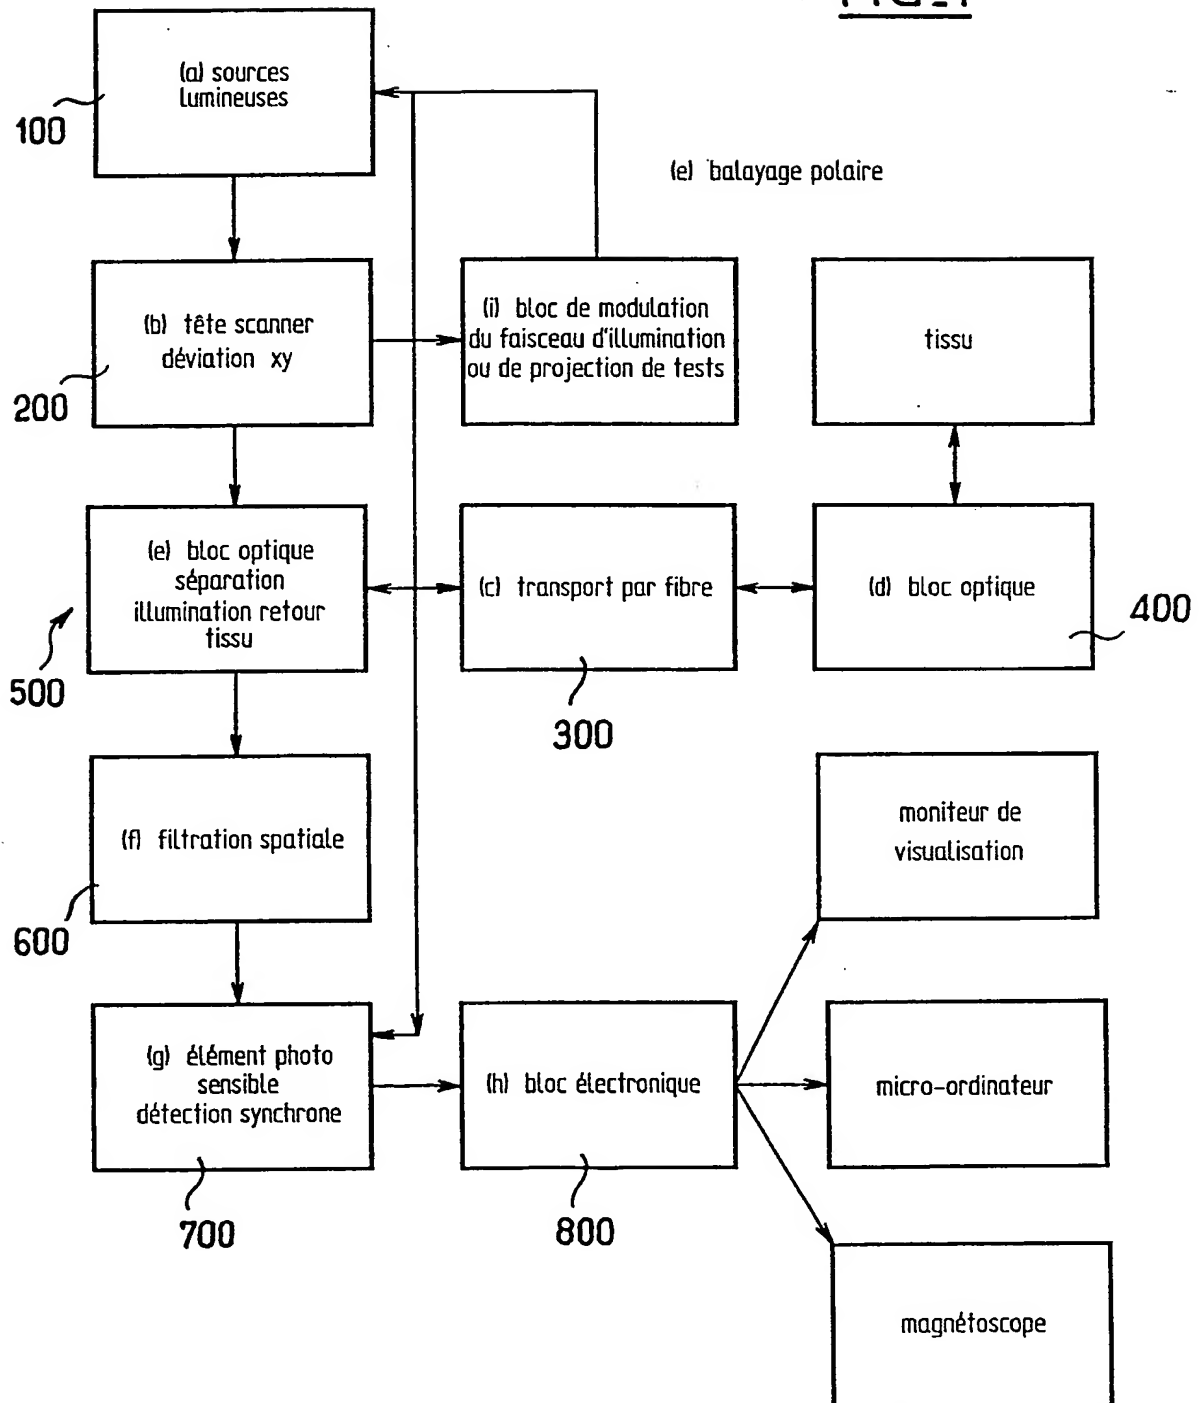 (a) sources
lumineuses
100
(e) balayage polaire
(b) tête scanner
déviation xy
200
(i) bloc de modulation
du faisceau d'illumination
ou de projection de tests
tissu
(e) bloc optique
séparation
illumination retour
tissu
500
(c) transport par fibre
300
(d) bloc optique
400
(f) filtration spatiale
600
moniteur de
visualisation
(g) élément photo
sensible
détection synchrone
700
(h) bloc électronique
800
micro-ordinateur
magnétoscope